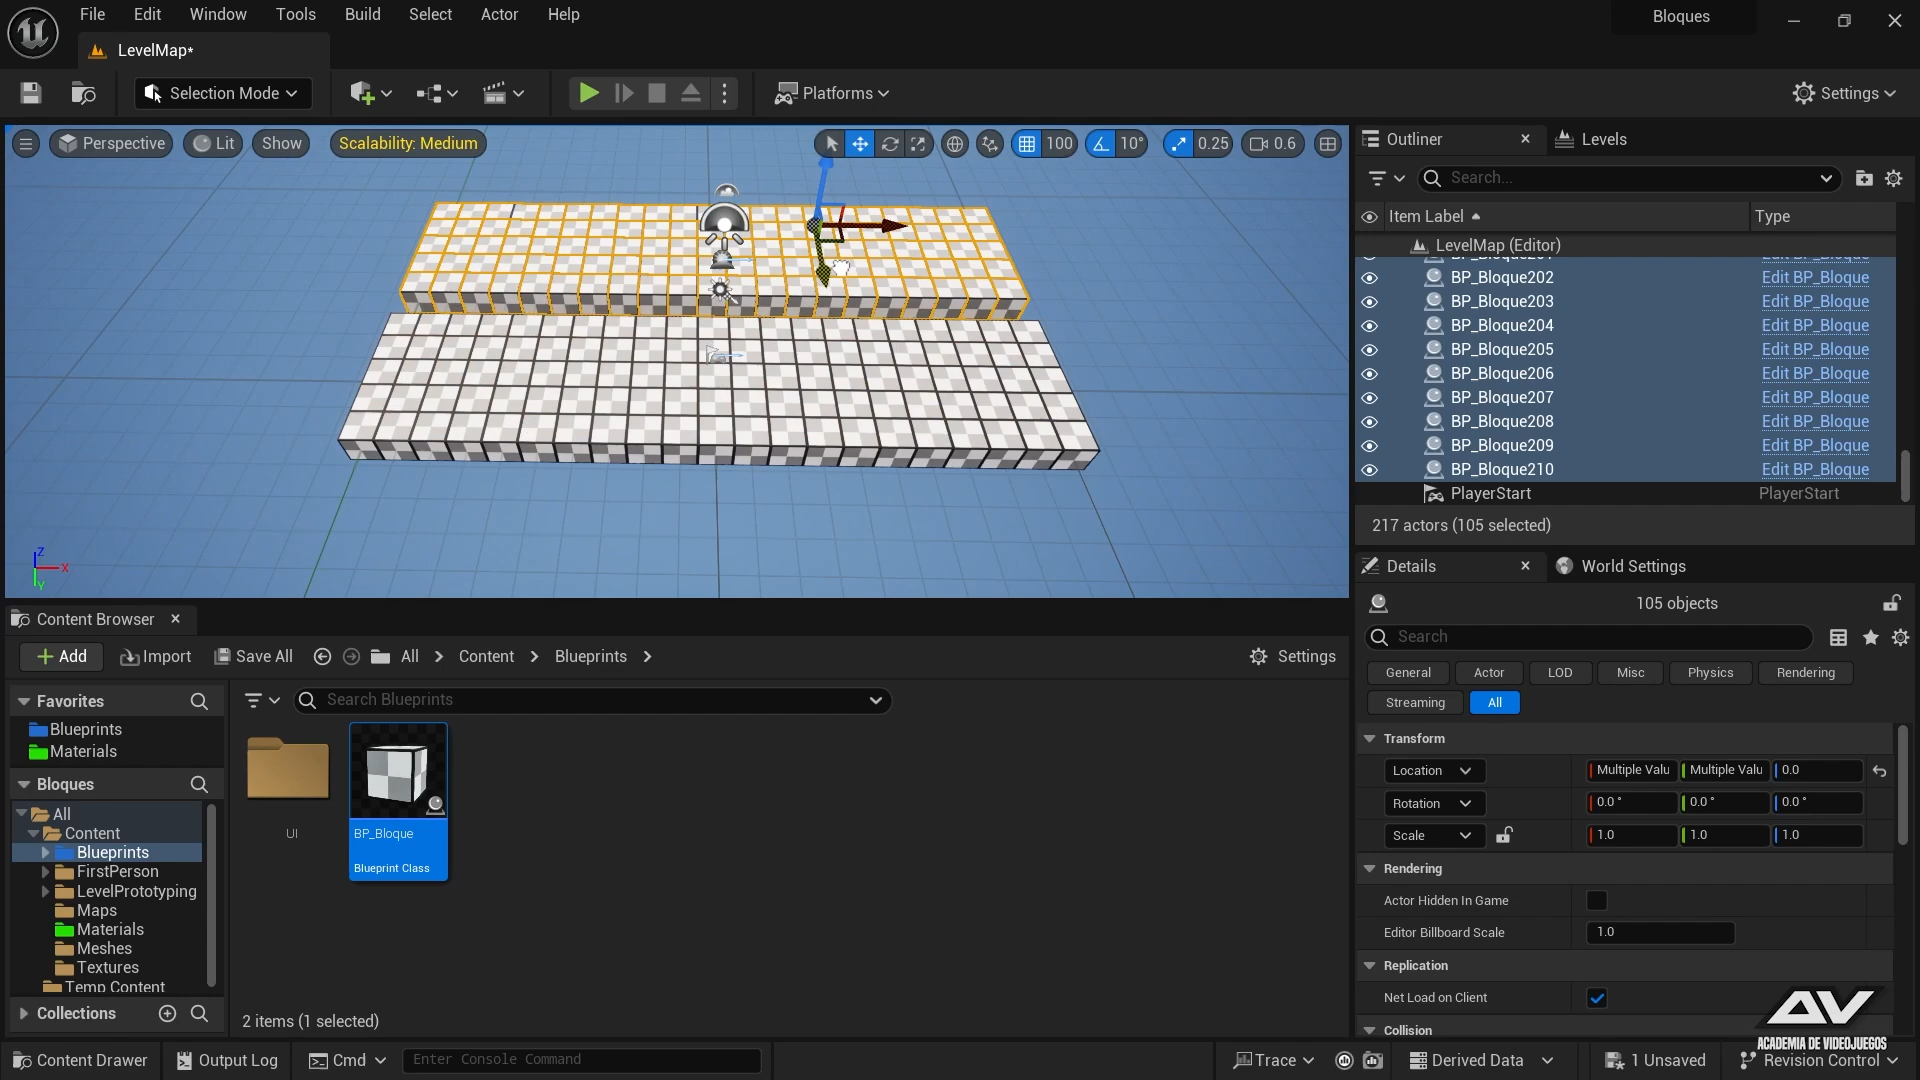 File Edit Window Tools Build Select Actor Help
Bloques
LevelMap*
Selection Mode
Platforms
Settings
Perspective Lit Show Scalability: Medium
100 10° 0.25 0.6
Z
X
Y
Outliner Levels
Search...
Item Label Type
LevelMap (Editor)
BP_Bloque201
BP_Bloque202 Edit BP_Bloque
BP_Bloque203 Edit BP_Bloque
BP_Bloque204 Edit BP_Bloque
BP_Bloque205 Edit BP_Bloque
BP_Bloque206 Edit BP_Bloque
BP_Bloque207 Edit BP_Bloque
BP_Bloque208 Edit BP_Bloque
BP_Bloque209 Edit BP_Bloque
BP_Bloque210 Edit BP_Bloque
PlayerStart PlayerStart
217 actors (105 selected)
Details World Settings
105 objects
Search
General Actor LOD Misc Physics Rendering
Streaming All
Transform
Location Multiple Valu Multiple Valu 0.0
Rotation 0.0° 0.0° 0.0°
Scale 1.0 1.0 1.0
Rendering
Actor Hidden In Game
Editor Billboard Scale 1.0
Replication
Net Load on Client
Collision
Content Browser
Add Import Save All All > Content > Blueprints >
Settings
Favorites
Blueprints
Materials
Bloques
All
Content
Blueprints
FirstPerson
LevelPrototyping
Maps
Materials
Meshes
Textures
Temp Content
Collections
Search Blueprints
UI
BP_Bloque
Blueprint Class
2 items (1 selected)
AV
ACADEMIA DE VIDEOJUEGOS
Content Drawer Output Log Cmd Enter Console Command
Trace Derived Data 1 Unsaved Revision Control